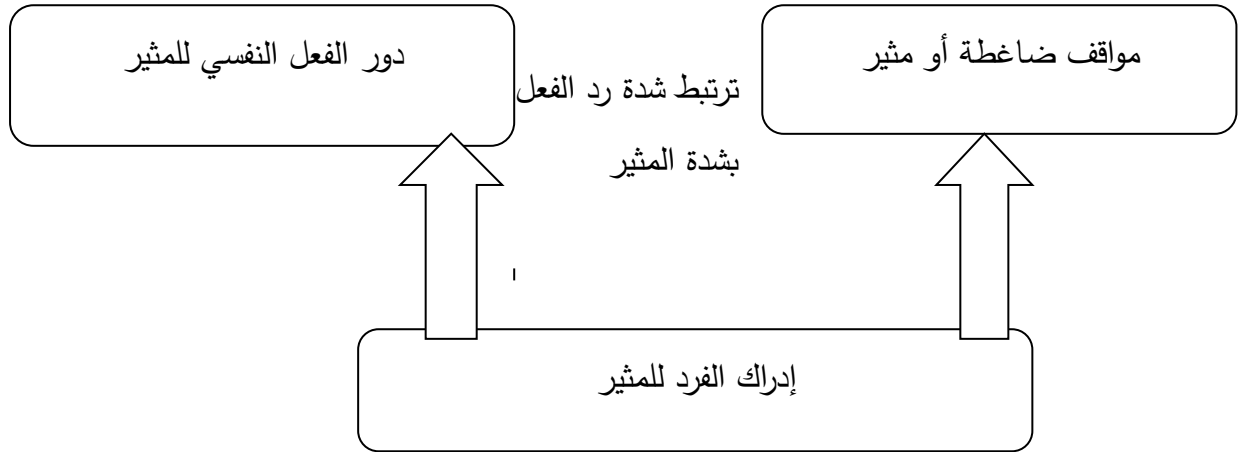 مواقف ضاغطة أو مثير
دور الفعل النفسي للمثير
ترتبط شدة رد الفعل
بشدة المثير
إدراك الفرد للمثير